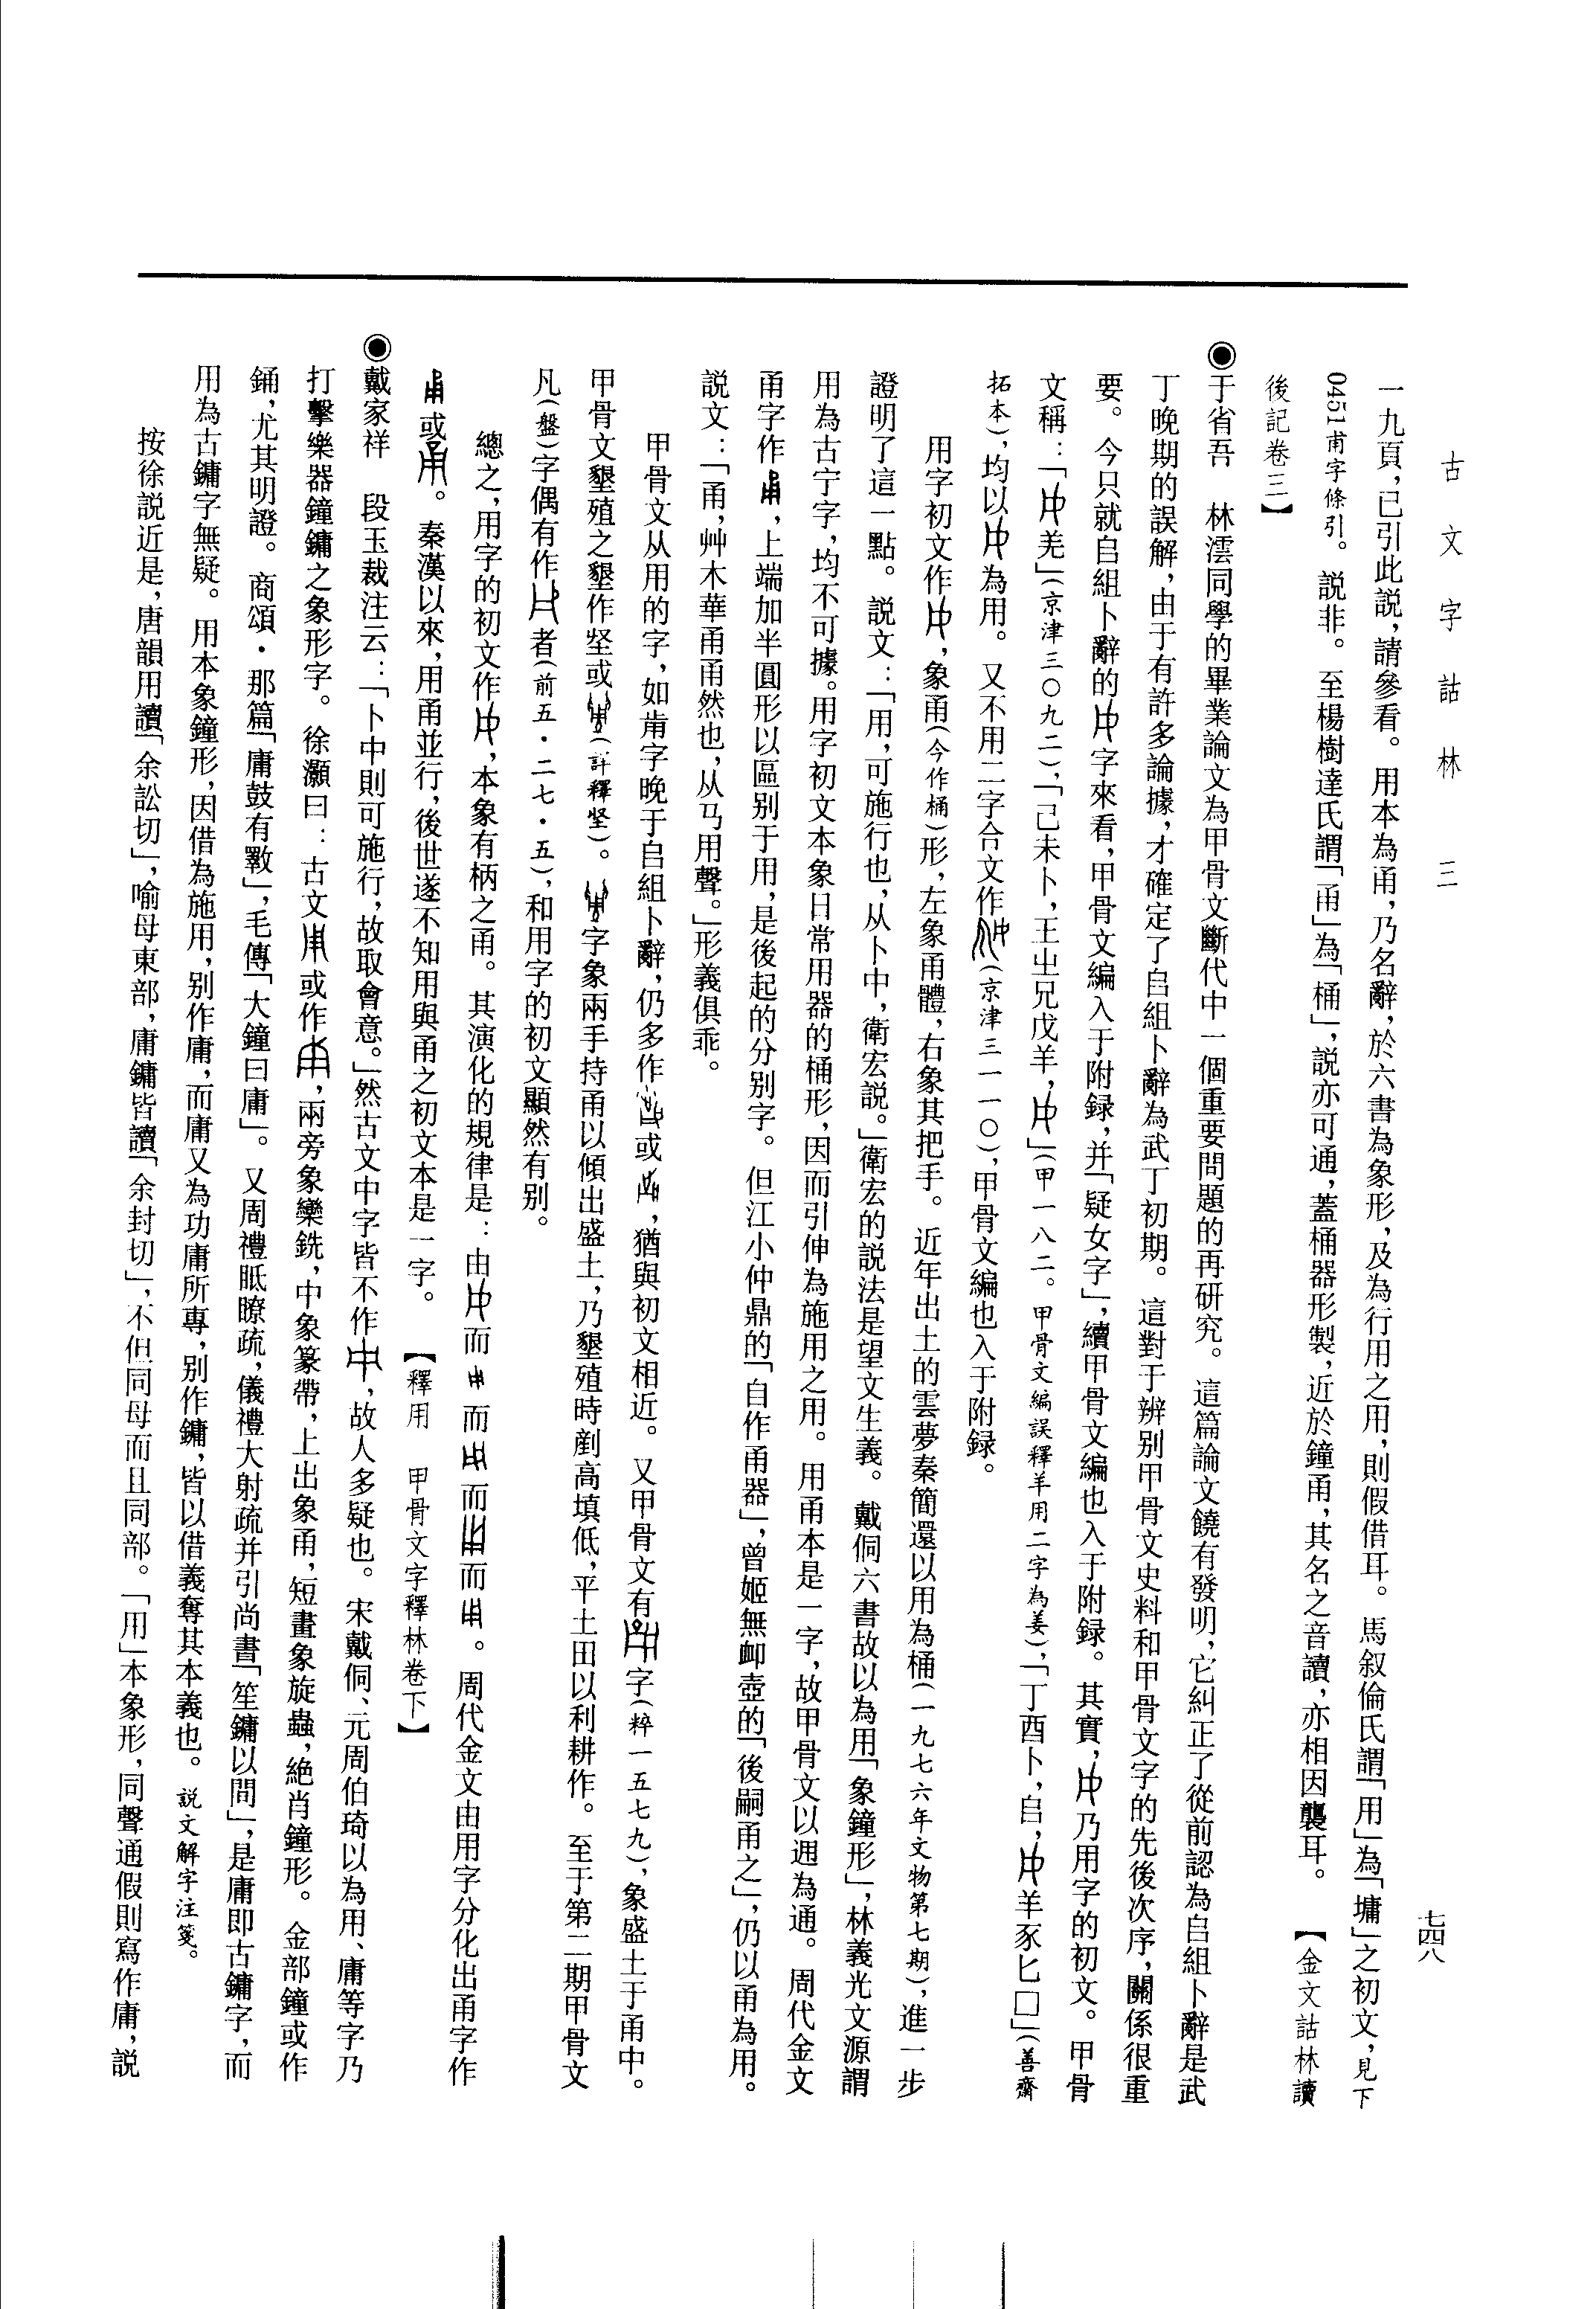 古文字詁林 三
七四八
一九頁，已引此説，請參看。用本為甬，乃名辭，於六書為象形，及為行用之用，則假借耳。馬叙倫氏謂「用」為「墉」之初文，見下
0451甫字條引。説非。至楊樹達氏謂「甬」為「桶」，説亦可通，蓋桶器形製，近於鐘甬，其名之音讀，亦相因襲耳。【金文詁林讀
後記卷三】
◉于省吾 林澐同學的畢業論文為甲骨文斷代中一個重要問題的再研究。這篇論文饒有發明，它糾正了從前認為𠂤組卜辭是武
丁晚期的誤解，由于有許多論據，才確定了𠂤組卜辭為武丁初期。這對于辨别甲骨文史料和甲骨文字的先後次序，關係很重
要。今只就𠂤組卜辭的字來看，甲骨文編入于附録，并「疑女字」，續甲骨文編也入于附録。其實，乃用字的初文。甲骨
文稱：「羌」（京津三〇九二），「己未卜，王㞢兄戊羊，」（甲一八二。甲骨文編誤釋羊用二字為姜），「丁酉卜，𠂤，羊豕匕□」（善齋
拓本），均以為用。又不用二字合文作（京津三一一〇），甲骨文編也入于附録。
用字初文作，象甬（今作桶）形，左象甬體，右象其把手。近年出土的雲夢秦簡還以用為桶（一九七六年文物第七期），進一步
證明了這一點。説文：「用，可施行也，从卜中，衛宏説。」衛宏的説法是望文生義。戴侗六書故以為用「象鐘形」，林義光文源謂
用為古宁字，均不可據。用字初文本象日常用器的桶形，因而引伸為施用之用。用甬本是一字，故甲骨文以迵為通。周代金文
甬字作，上端加半圓形以區别于用，是後起的分别字。但江小仲鼎的「自作甬器」，曾姬無卹壺的「後嗣甬之」，仍以甬為用。
説文：「甬，艸木華甬甬然也，从㔾用聲。」形義俱乖。
甲骨文从用的字，如甯字晚于𠂤組卜辭，仍多作或，猶與初文相近。又甲骨文有字（粹一五七九），象盛土于甬中。
甲骨文墾殖之墾作坚或（詳釋坚）。字象兩手持甬以傾出盛土，乃墾殖時剷高填低，平土田以利耕作。至于第二期甲骨文
凡（盤）字偶有作者（前五·二七·五），和用字的初文顯然有别。
總之，用字的初文作，本象有柄之甬。其演化的規律是：由而而而而。周代金文由用字分化出甬字作
或。秦漢以來，用甬並行，後世遂不知用與甬之初文本是一字。【釋用 甲骨文字釋林卷下】
◉戴家祥 段玉裁注云：「卜中則可施行，故取會意。」然古文中字皆不作，故人多疑也。宋戴侗、元周伯琦以為用、庸等字乃
打擊樂器鐘鏞之象形字。徐灝曰：古文或作，兩旁象欒銑，中象篆帶，上出象甬，短畫象旋蟲，絶肖鐘形。金部鐘或作
銿，尤其明證。商頌·那篇「庸鼓有斁」，毛傳「大鐘曰庸」。又周禮眡瞭疏，儀禮大射疏并引尚書「笙鏞以間」，是庸即古鏞字，而
用為古鏞字無疑。用本象鐘形，因借為施用，别作庸，而庸又為功庸所專，别作鏞，皆以借義奪其本義也。説文解字注箋。
按徐説近是，唐韻用讀「余訟切」，喻母東部，庸鏞皆讀「余封切」，不但同母而且同部。「用」本象形，同聲通假則寫作庸，説